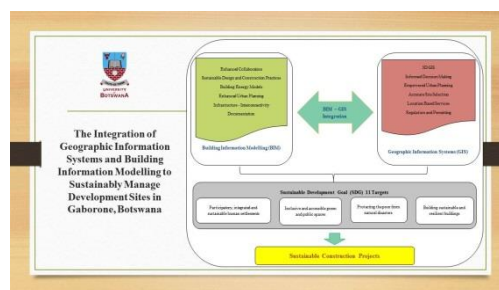 UNIVERSITY
OF
BOTSWANA
The Integration of
Geographic Information
Systems and Building
Information Modelling to
Sustainably Manage
Development Sites in
Gaborone, Botswana
Enhanced Collaboration
Sustainable Design and Construction Practices
Building Energy Models
Enhanced Urban Planning
Infrastructure - Interconnectivity
Documentation
Building Information Modelling (BIM)
BIM - GIS
Integration
3D GIS
Informed Decision Making
Empowered Urban Planning
Accurate Site Selection
Location Based Services
Regulation and Permitting
Geographic Information Systems (GIS)
Sustainable Development Goal (SDG) 11 Targets
Participatory, integrated and
sustainable human settlements
Inclusive and accessible green
and public spaces
Protecting the poor from
natural disasters
Building sustainable and
resilient buildings
Sustainable Construction Projects